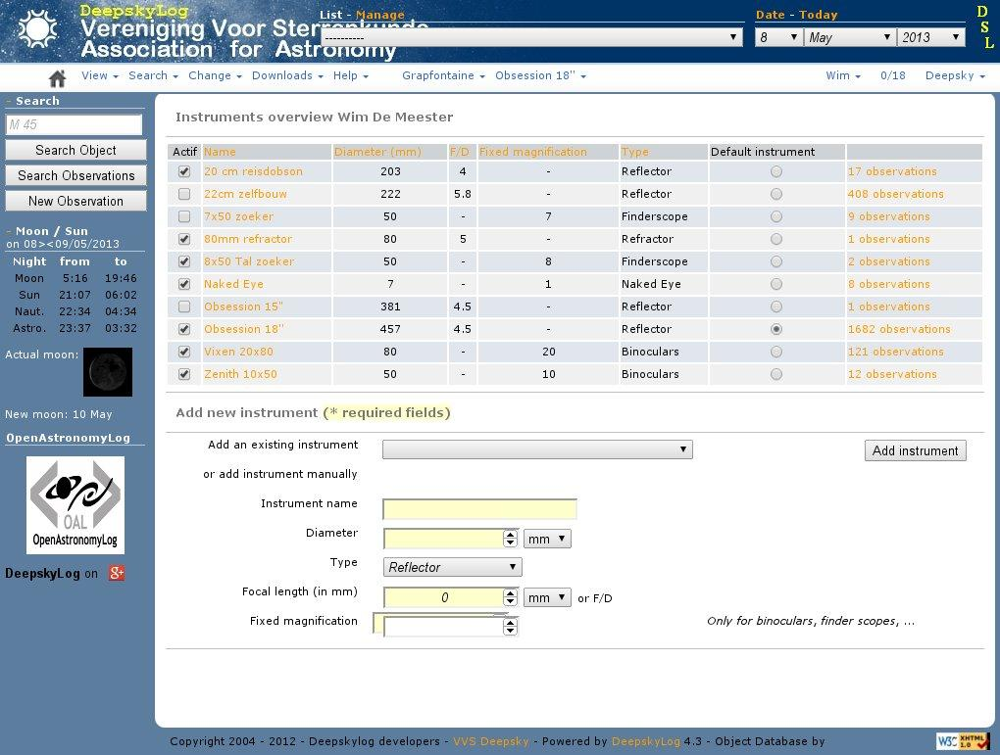 DeepskyLog
Vereniging Voor Sterrenkunde
Association for Astronomy
List - Manage
----------
Date - Today
8 May 2013
DSL
View Search Change Downloads Help Grapfontaine Obsession 18" Wim 0/18 Deepsky
- Search
M 45
Search Object
Search Observations
New Observation
- Moon / Sun
on 08><09/05/2013
Night from to
Moon 5:16 19:46
Sun 21:07 06:02
Naut. 22:34 04:34
Astro. 23:37 03:32
Actual moon:
New moon: 10 May
OpenAstronomyLog
OAL
OpenAstronomyLog
DeepskyLog on g+
Instruments overview Wim De Meester
Actif Name Diameter (mm) F/D Fixed magnification Type Default instrument
20 cm reisdobson 203 4 - Reflector 17 observations
22cm zelfbouw 222 5.8 - Reflector 408 observations
7x50 zoeker 50 - 7 Finderscope 9 observations
80mm refractor 80 5 - Refractor 1 observations
8x50 Tal zoeker 50 - 8 Finderscope 2 observations
Naked Eye 7 - 1 Naked Eye 8 observations
Obsession 15" 381 4.5 - Reflector 1 observations
Obsession 18" 457 4.5 - Reflector 1682 observations
Vixen 20x80 80 - 20 Binoculars 121 observations
Zenith 10x50 50 - 10 Binoculars 12 observations
Add new instrument (* required fields)
Add an existing instrument
Add instrument
or add instrument manually
Instrument name
Diameter mm
Type Reflector
Focal length (in mm) 0 mm or F/D
Fixed magnification Only for binoculars, finder scopes, ...
Copyright 2004 - 2012 - Deepskylog developers - VVS Deepsky - Powered by DeepskyLog 4.3 - Object Database by
W3C XHTML 1.0